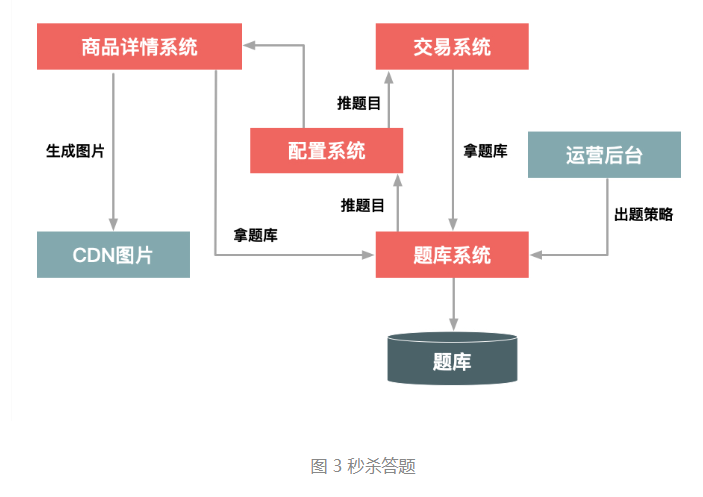 商品详情系统
交易系统
推题目
生成图片
配置系统
拿题库
运营后台
推题目
出题策略
拿题库
CDN图片
题库系统
题库
图 3 秒杀答题